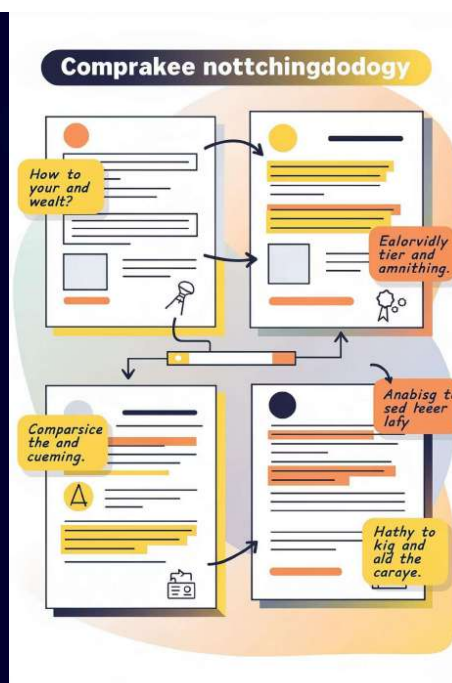 Comprakee nottchingdodogy
How to
your and
wealt?
Ealorvidly
tier and
amnithing.
Anabisg to
sed heer
lafy
Comparsice
the and
cueming.
Hathy to
kig and
ald the
caraye.